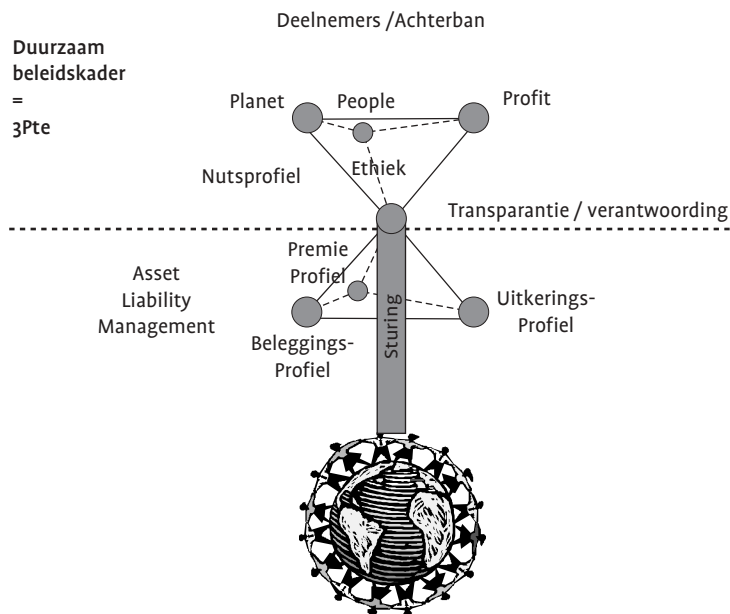 Deelnemers /Achterban
Duurzaam
beleidskader
=
3Pte
Planet
People
Profit
Ethiek
Nutsprofiel
Transparantie / verantwoording
Premie
Profiel
Asset
Liability
Management
Sturing
Uitkerings-
Profiel
Beleggings-
Profiel